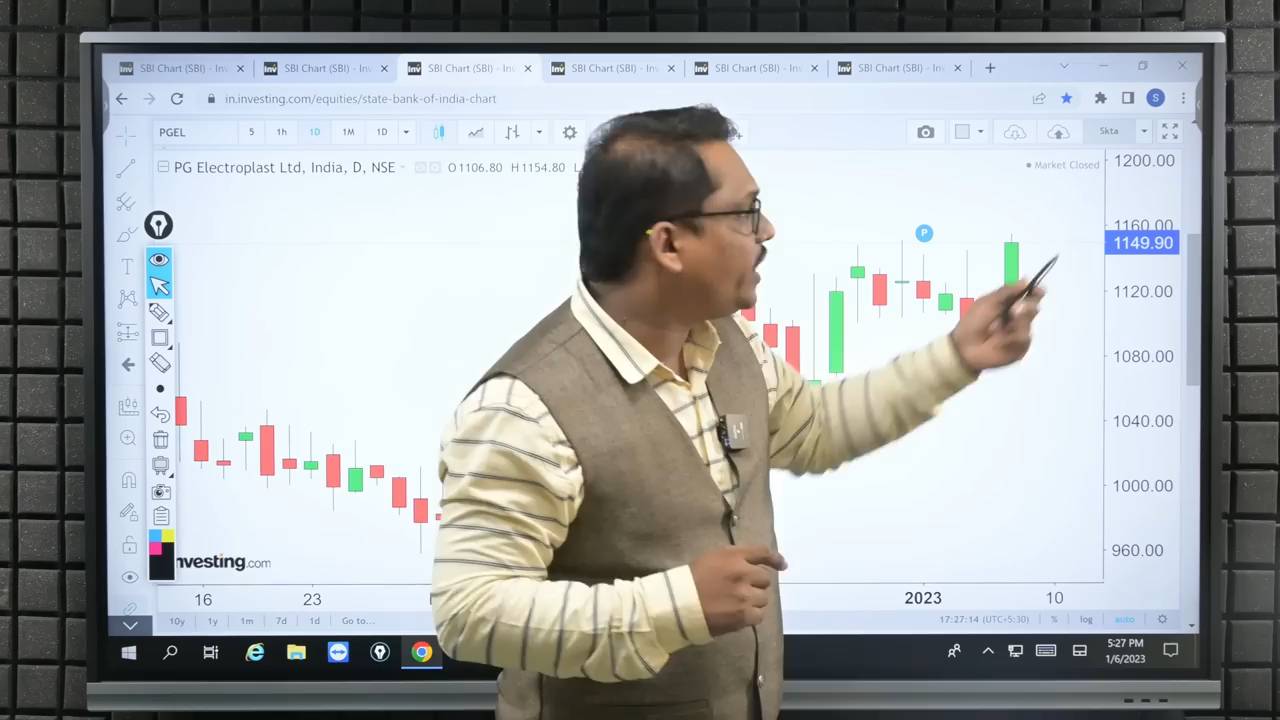 SBI Chart (SBI) - Inv SBI Chart (SBI) - Inv SBI Chart (SBI) - Inv SBI Chart (SBI) - Inv SBI Chart (SBI) - Inv SBI Chart (SBI) - Inv
in.investing.com/equities/state-bank-of-india-chart S
PGEL 5 1h 1D 1M 1D Skta
PG Electroplast Ltd, India, D, NSE O1106.80 H1154.80 L
Market Closed
1200.00
1160.00
P
1149.90
1120.00
1080.00
1040.00
1000.00
960.00
nvesting.com
16 23 2023 10
10y 1y 1m 7d 1d Go to... 17:27:14 (UTC+5:30) % log auto
5:27 PM
1/6/2023